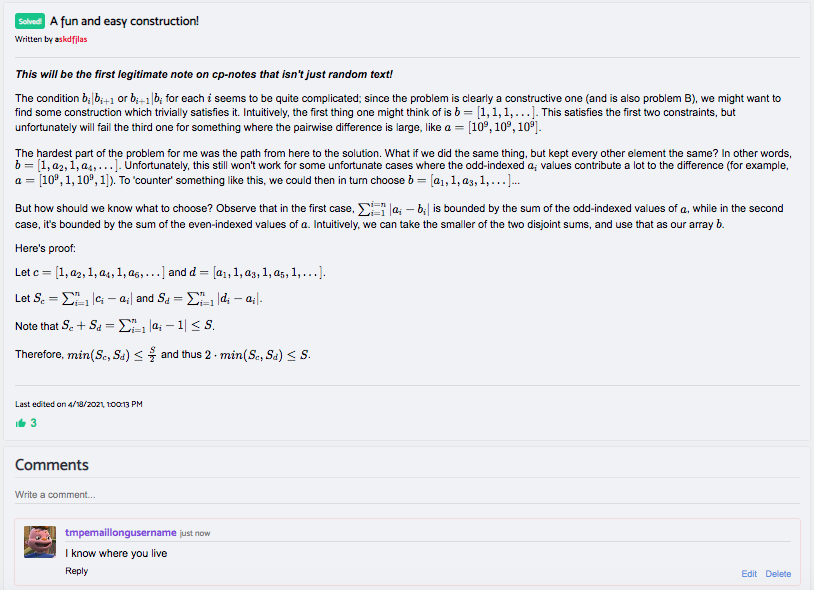 Solved! A fun and easy construction!
Written by askdfjlas
This will be the first legitimate note on cp-notes that isn't just random text!
The condition b_i|b_{i+1} or b_{i+1}|b_i for each i seems to be quite complicated; since the problem is clearly a constructive one (and is also problem B), we might want to
find some construction which trivially satisfies it. Intuitively, the first thing one might think of is b = [1, 1, 1, . . . ]. This satisfies the first two constraints, but
unfortunately will fail the third one for something where the pairwise difference is large, like a = [10^9, 10^9, 10^9].
The hardest part of the problem for me was the path from here to the solution. What if we did the same thing, but kept every other element the same? In other words,
b = [1, a_2, 1, a_4, . . . ]. Unfortunately, this still won't work for some unfortunate cases where the odd-indexed a_i values contribute a lot to the difference (for example,
a = [10^9, 1, 10^9, 1]). To 'counter' something like this, we could then in turn choose b = [a_1, 1, a_3, 1, . . . ]...
But how should we know what to choose? Observe that in the first case, ∑_{i=1}^{i=n} |a_i − b_i| is bounded by the sum of the odd-indexed values of a, while in the second
case, it's bounded by the sum of the even-indexed values of a. Intuitively, we can take the smaller of the two disjoint sums, and use that as our array b.
Here's proof:
Let c = [1, a_2, 1, a_4, 1, a_6, . . . ] and d = [a_1, 1, a_3, 1, a_5, 1, . . . ].
Let S_c = ∑_{i=1}^{n} |c_i − a_i| and S_d = ∑_{i=1}^{n} |d_i − a_i|.
Note that S_c + S_d = ∑_{i=1}^{n} |a_i − 1| ≤ S.
Therefore, min(S_c, S_d) ≤ S/2 and thus 2 · min(S_c, S_d) ≤ S.
Last edited on 4/18/2021, 1:00:13 PM
3
Comments
Write a comment...
tmpemaillongusername just now
I know where you live
Reply
Edit Delete